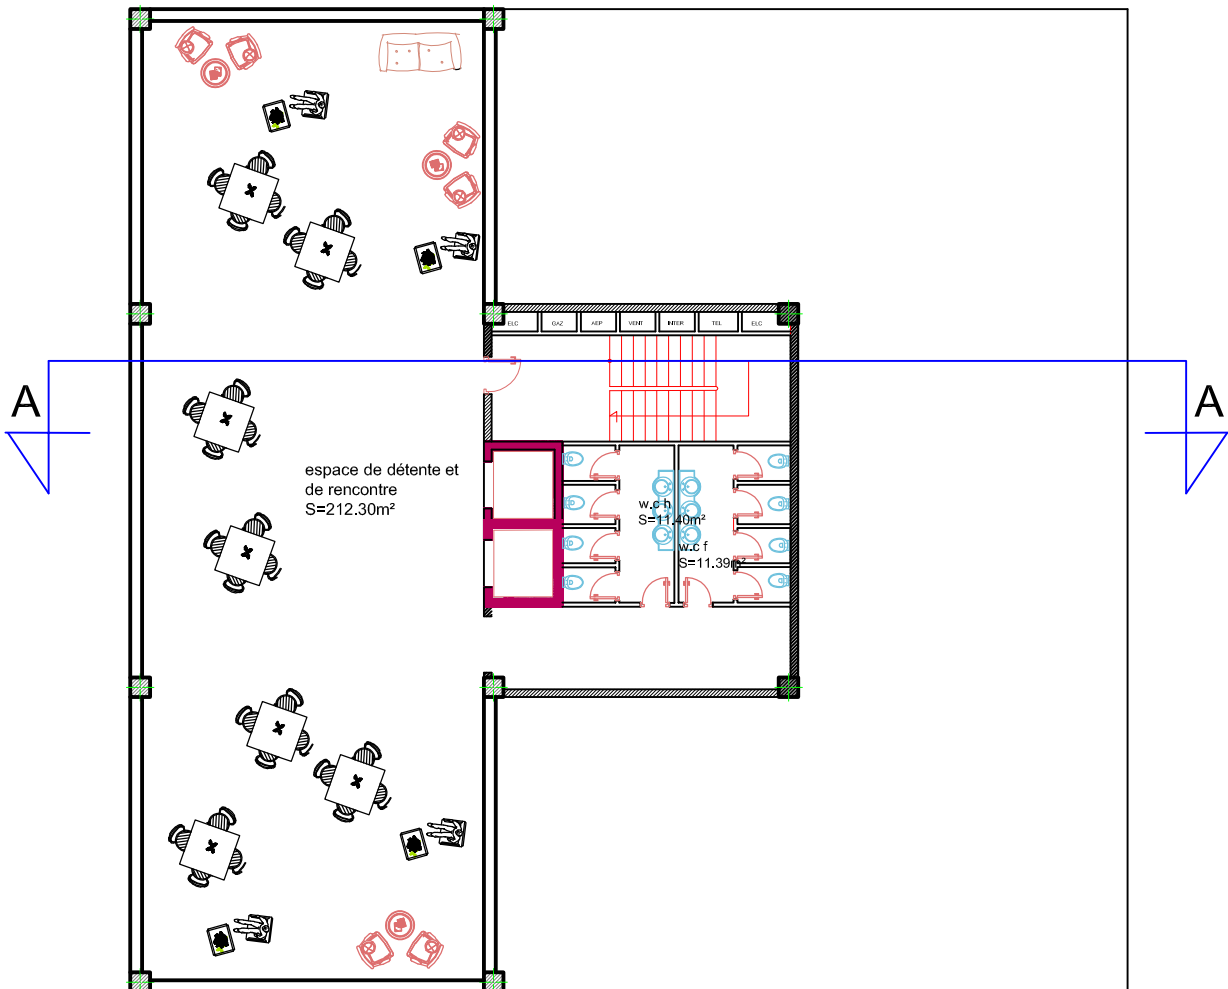 ELC GAZ AEP VENT INTER TEL ELC
A A
espace de détente et
de rencontre
S=212.30m²
w.c h
S=11.40m²
w.c f
S=11.39m²